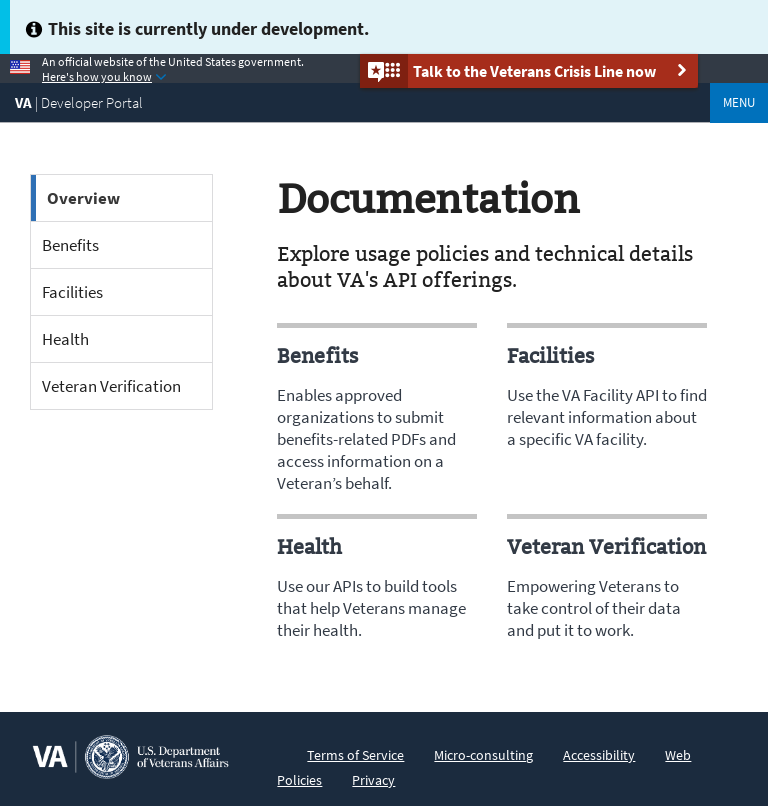 This site is currently under development.
An official website of the United States government.
Here's how you know
Talk to the Veterans Crisis Line now
VA | Developer Portal
MENU
Overview
Benefits
Facilities
Health
Veteran Verification
Documentation
Explore usage policies and technical details
about VA's API offerings.
Benefits
Enables approved
organizations to submit
benefits-related PDFs and
access information on a
Veteran’s behalf.
Facilities
Use the VA Facility API to find
relevant information about
a specific VA facility.
Health
Use our APIs to build tools
that help Veterans manage
their health.
Veteran Verification
Empowering Veterans to
take control of their data
and put it to work.
VA
U.S. Department
of Veterans Affairs
Terms of Service Micro-consulting Accessibility Web
Policies Privacy